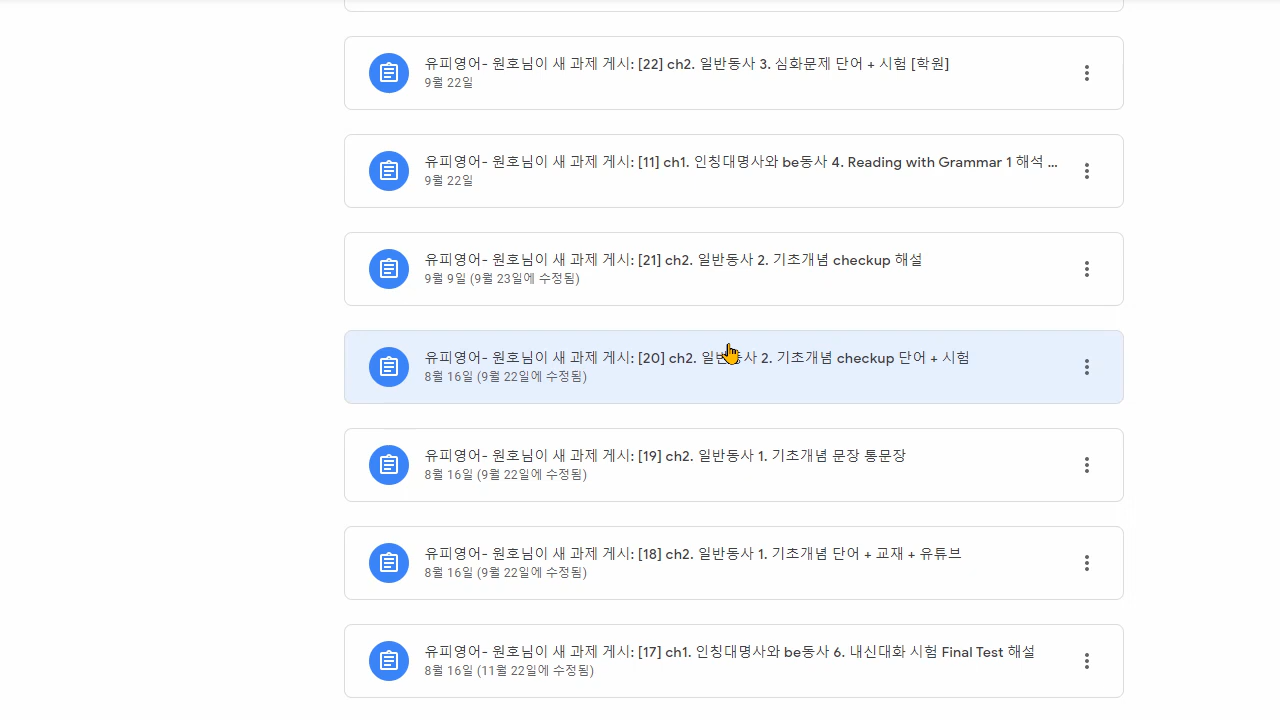 유피영어- 원호님이 새 과제 게시: [22] ch2. 일반동사 3. 심화문제 단어 + 시험 [학원]
9월 22일
유피영어- 원호님이 새 과제 게시: [11] ch1. 인칭대명사와 be동사 4. Reading with Grammar 1 해석 ...
9월 22일
유피영어- 원호님이 새 과제 게시: [21] ch2. 일반동사 2. 기초개념 checkup 해설
9월 9일 (9월 23일에 수정됨)
유피영어- 원호님이 새 과제 게시: [20] ch2. 일반동사 2. 기초개념 checkup 단어 + 시험
8월 16일 (9월 22일에 수정됨)
유피영어- 원호님이 새 과제 게시: [19] ch2. 일반동사 1. 기초개념 문장 통문장
8월 16일 (9월 22일에 수정됨)
유피영어- 원호님이 새 과제 게시: [18] ch2. 일반동사 1. 기초개념 단어 + 교재 + 유튜브
8월 16일 (9월 22일에 수정됨)
유피영어- 원호님이 새 과제 게시: [17] ch1. 인칭대명사와 be동사 6. 내신대화 시험 Final Test 해설
8월 16일 (11월 22일에 수정됨)